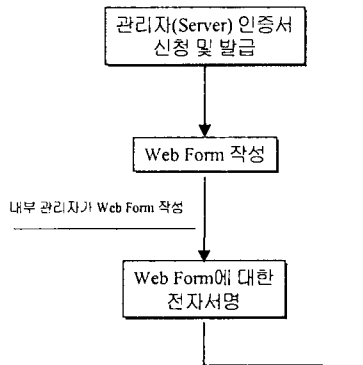 관리자(Server) 인증서
신청 및 발급
Web Form 작성
내부 관리자가 Web Form 작성
Web Form에 대한
전자서명